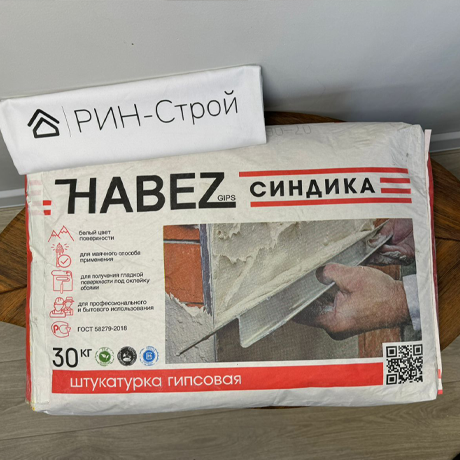 РИН-Строй
HABEZ
GIPS
СИНДИКА
белый цвет
поверхности
для маячного способа
применения
для получения гладкой
поверхности под оклейку
обоями
для профессионального
и бытового использования
ГОСТ 58279-2018
30 кг
штукатурка гипсовая